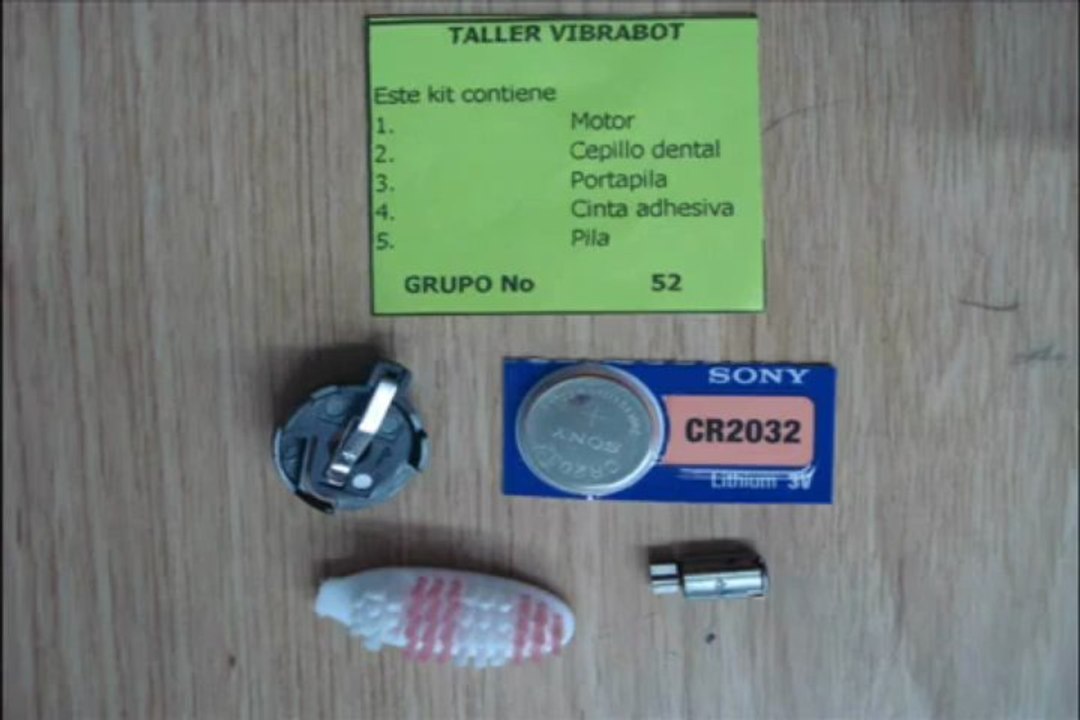 TALLER VIBRABOT
Este kit contiene
1. Motor
2. Cepillo dental
3. Portapila
4. Cinta adhesiva
5. Pila
GRUPO No 52
SONY
CR2032
Lithium 3V
SONY